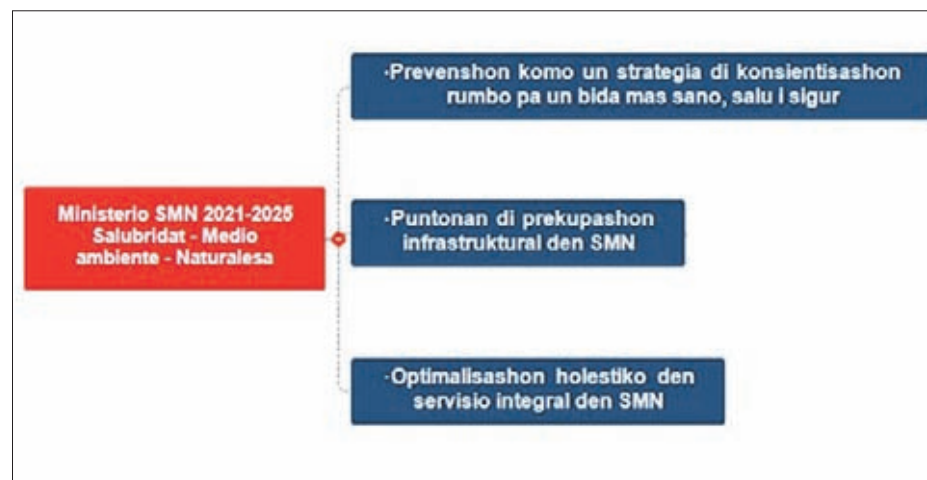 ·Prevenshon komo un strategia di konsientisashon
rumbo pa un bida mas sano, salu i sigur
Ministerio SMN 2021-2025
Salubridat - Medio
ambiente - Naturalesa
·Puntonan di prekupashon
infrastruktural den SMN
·Optimalisashon holestiko den
servisio integral den SMN